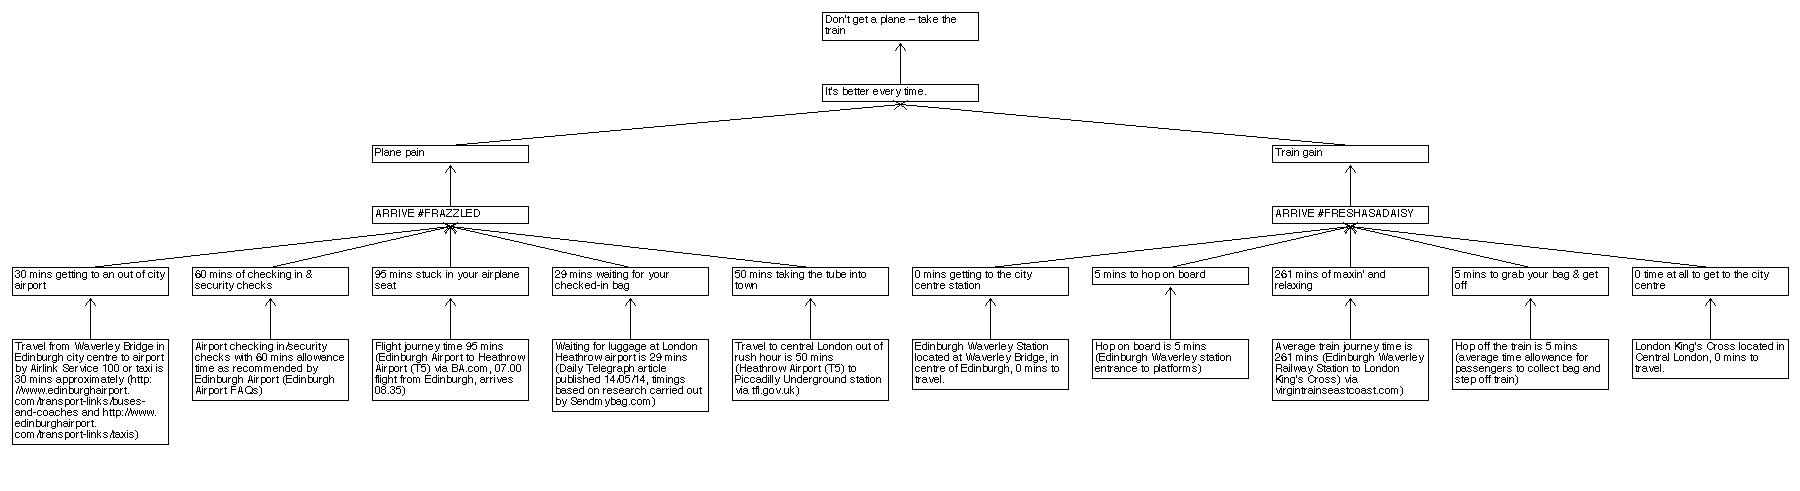 Don't get a plane – take the
train
It's better every time.
Plane pain
Train gain
ARRIVE #FRAZZLED
ARRIVE #FRESHASADAISY
30 mins getting to an out of city
airport
60 mins of checking in &
security checks
95 mins stuck in your airplane
seat
29 mins waiting for your
checked-in bag
50 mins taking the tube into
town
0 mins getting to the city
centre station
5 mins to hop on board
261 mins of maxin' and
relaxing
5 mins to grab your bag & get
off
0 time at all to get to the city
centre
Travel from Waverley Bridge in
Edinburgh city centre to airport
by Airlink Service 100 or taxi is
30 mins approximately (http:
//www.edinburghairport.
com/transport-links/buses-
and-coaches and http://www.
edinburghairport.
com/transport-links/taxis)
Airport checking in/security
checks with 60 mins allowance
time as recommended by
Edinburgh Airport (Edinburgh
Airport FAQs)
Flight journey time 95 mins
(Edinburgh Airport to Heathrow
Airport (T5) via BA.com, 07.00
flight from Edinburgh, arrives
08.35)
Waiting for luggage at London
Heathrow airport is 29 mins
(Daily Telegraph article
published 14/05/14, timings
based on research carried out
by Sendmybag.com)
Travel to central London out of
rush hour is 50 mins
(Heathrow Airport (T5) to
Piccadilly Underground station
via tfl.gov.uk)
Edinburgh Waverley Station
located at Waverley Bridge, in
centre of Edinburgh, 0 mins to
travel.
Hop on board is 5 mins
(Edinburgh Waverley station
entrance to platforms)
Average train journey time is
261 mins (Edinburgh Waverley
Railway Station to London
King's Cross) via
virgintrainseastcoast.com)
Hop off the train is 5 mins
(average time allowance for
passengers to collect bag and
step off train)
London King's Cross located in
Central London, 0 mins to
travel.